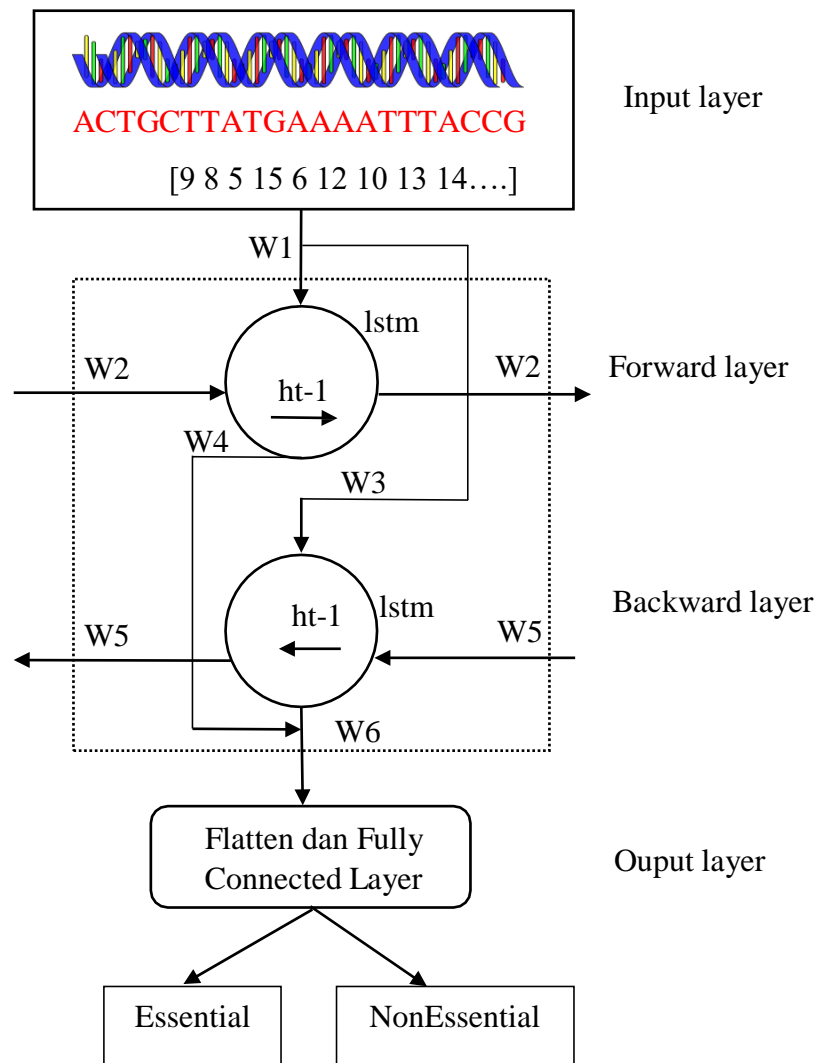 Input layer
ACTGCTTATGAAAATTTACCG
[9 8 5 15 6 12 10 13 14….]
W1
lstm
W2
ht-1
W2
Forward layer
W4
W3
ht-1
lstm
Backward layer
W5
W5
W6
Flatten dan Fully
Connected Layer
Ouput layer
Essential
NonEssential